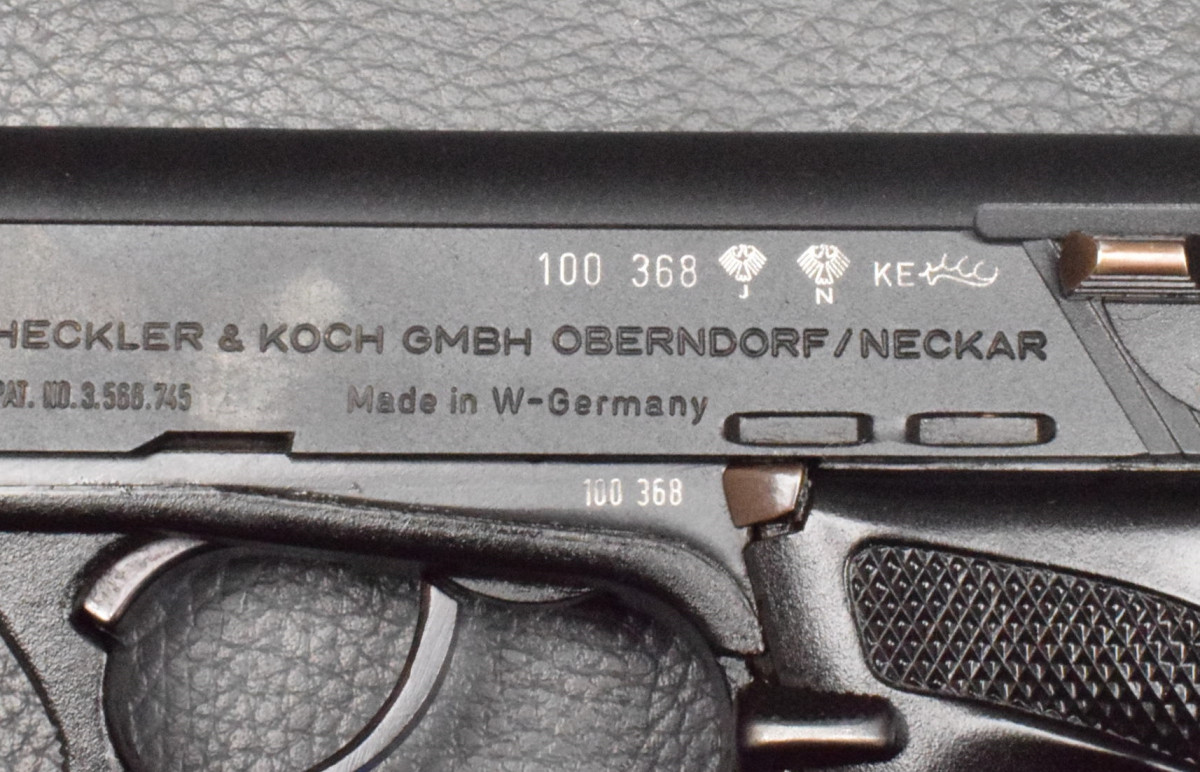 100 368 J N KE
HECKLER & KOCH GMBH OBERNDORF/NECKAR
PAT. NO. 3.566.745
Made in W-Germany
100 368